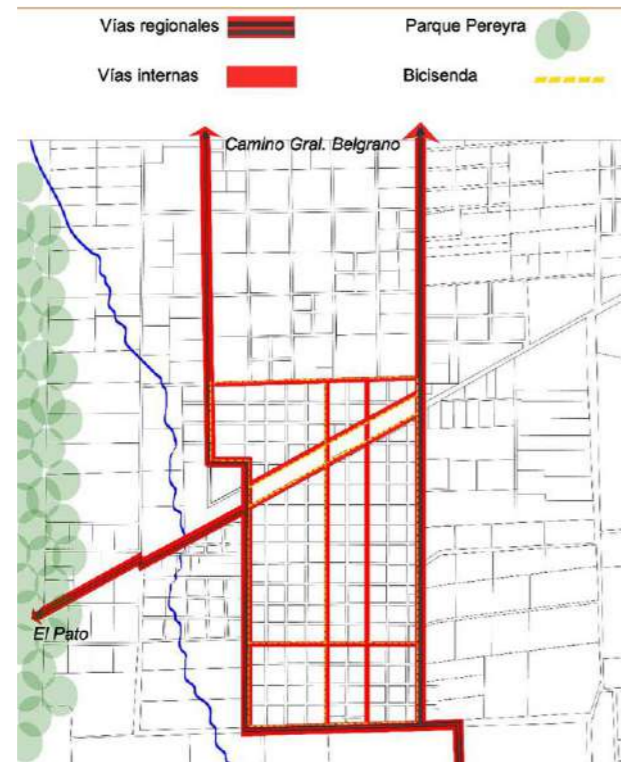 Vías regionales
Parque Pereyra
Vías internas
Bicisenda
Camino Gral. Belgrano
El Pato